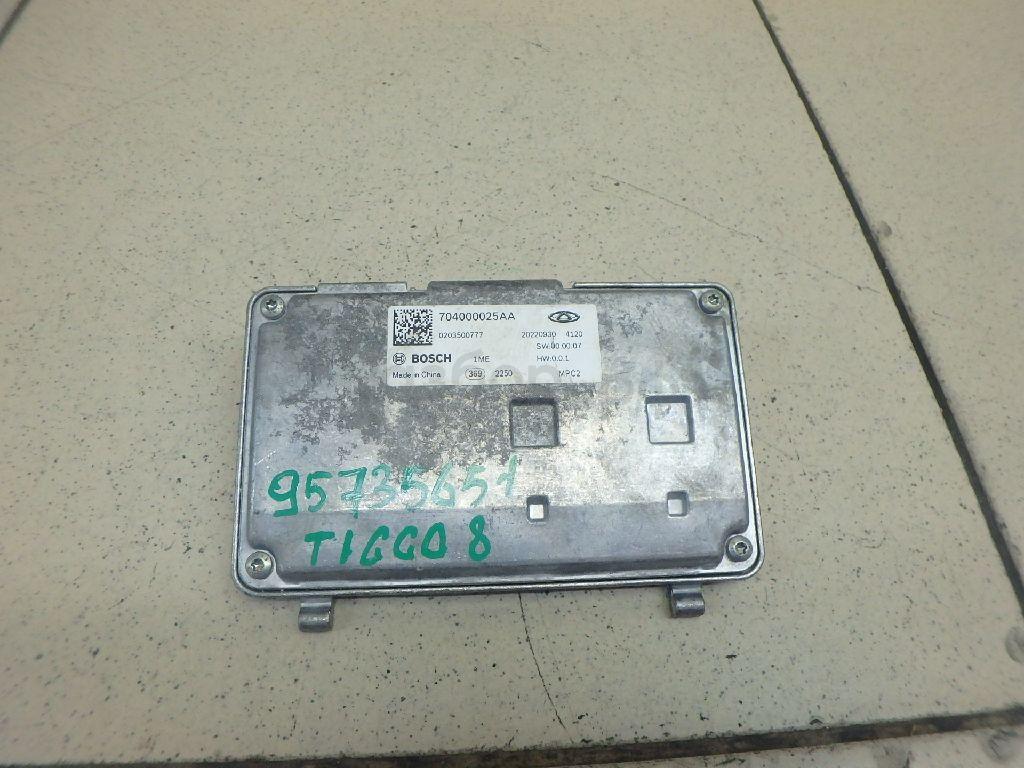 704000025AA
0203500777 20220930 4120
SW:00.00.07
BOSCH 1ME HW:0.0.1
Made in China 369 2250 MPC2
95735651
TIGGO 8